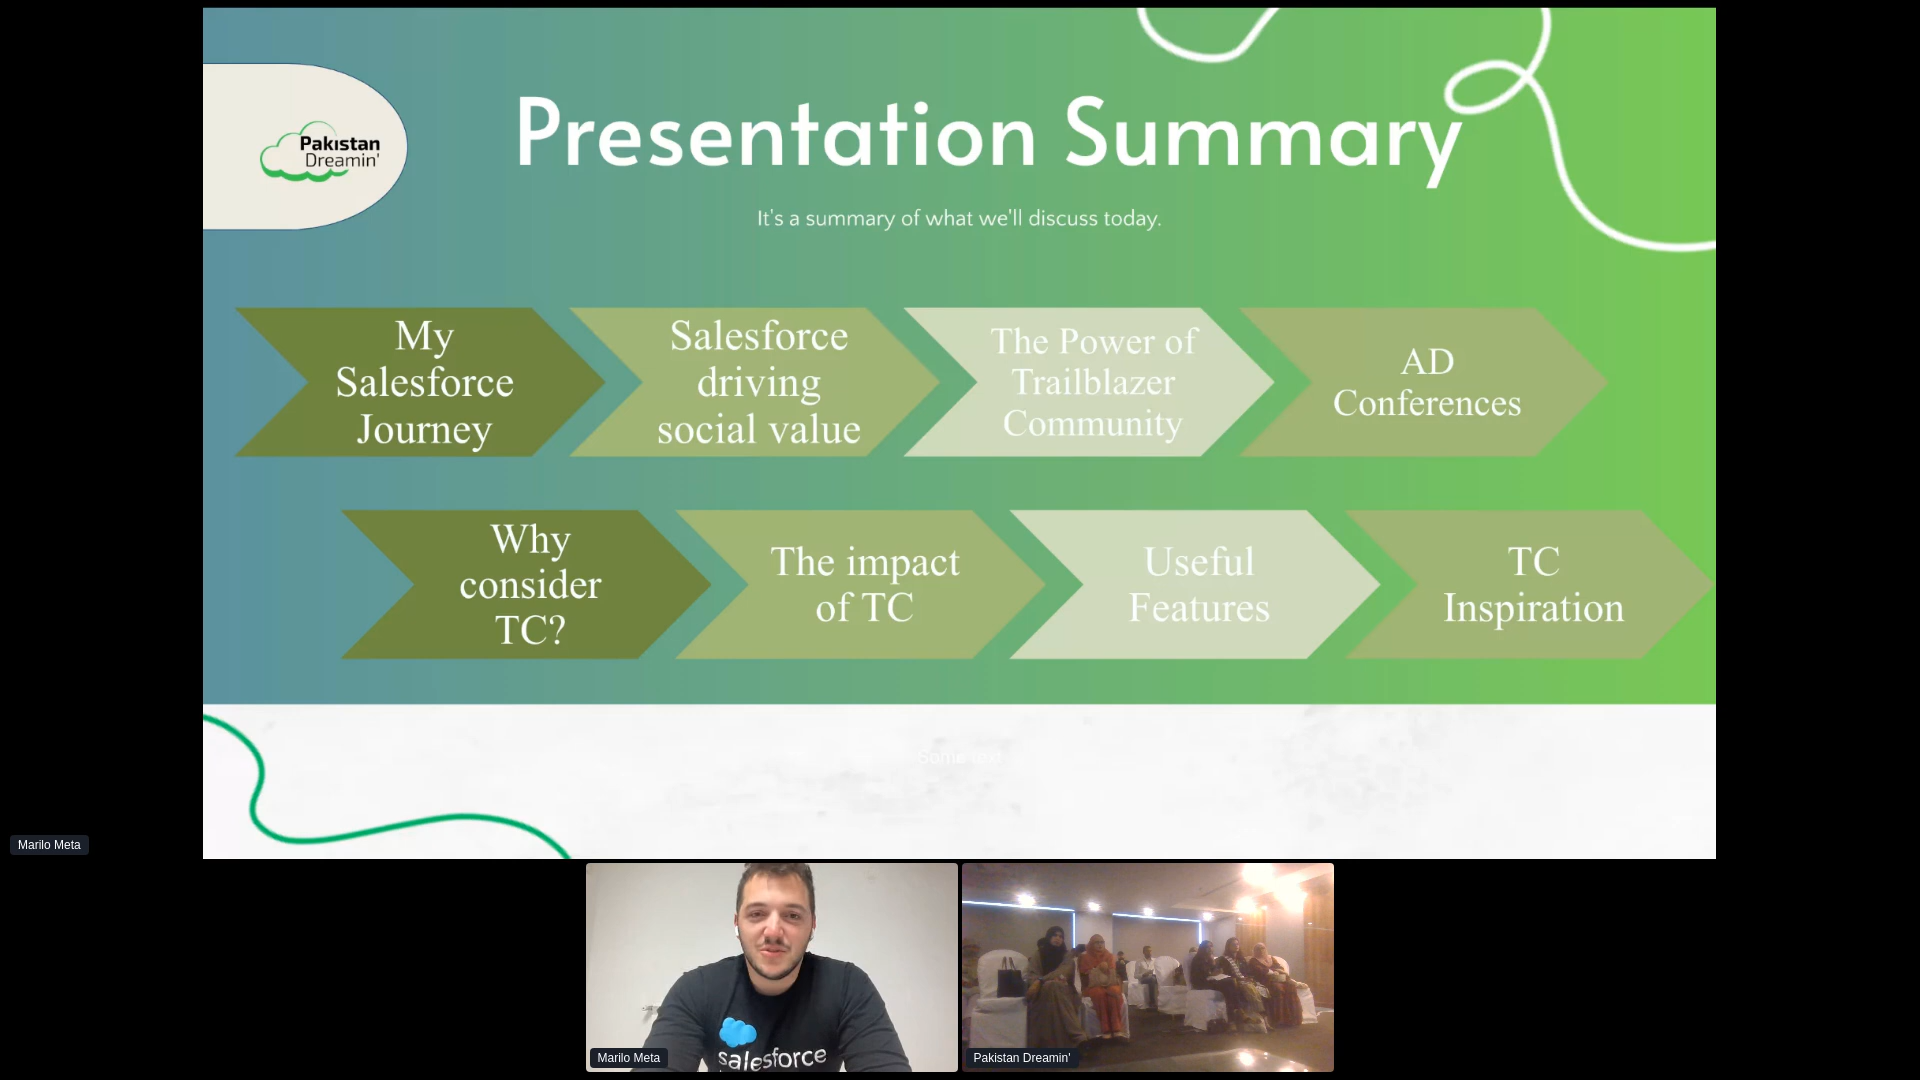 Pakistan
Dreamin'
Presentation Summary
It's a summary of what we'll discuss today.
My
Salesforce
Journey
Salesforce
driving
social value
The Power of
Trailblazer
Community
AD
Conferences
Why
consider
TC?
The impact
of TC
Useful
Features
TC
Inspiration
Some text
Marilo Meta
salesforce
Marilo Meta
Pakistan Dreamin'